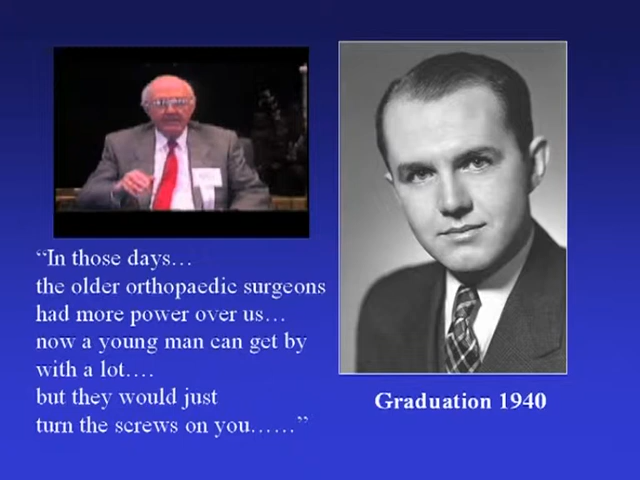 “In those days…
the older orthopaedic surgeons
had more power over us…
now a young man can get by
with a lot….
but they would just
turn the screws on you……”
Graduation 1940